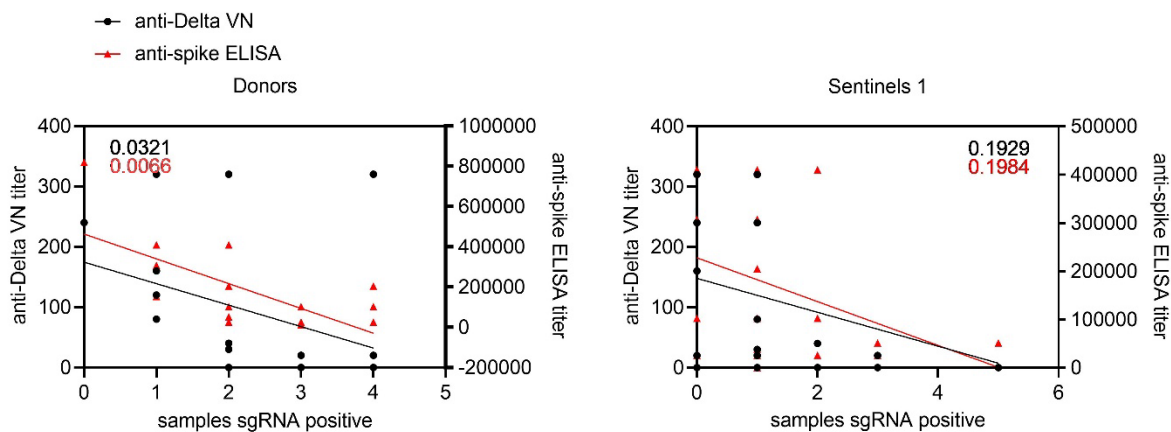 anti-Delta VN
anti-spike ELISA
Donors
0.0321
0.0066
400
300
200
100
0
anti-Delta VN titer
1000000
800000
600000
400000
200000
0
-200000
anti-spike ELISA titer
0 1 2 3 4 5
samples sgRNA positive
Sentinels 1
0.1929
0.1984
400
300
200
100
0
anti-Delta VN titer
500000
400000
300000
200000
100000
0
anti-spike ELISA titer
0 2 4 6
samples sgRNA positive